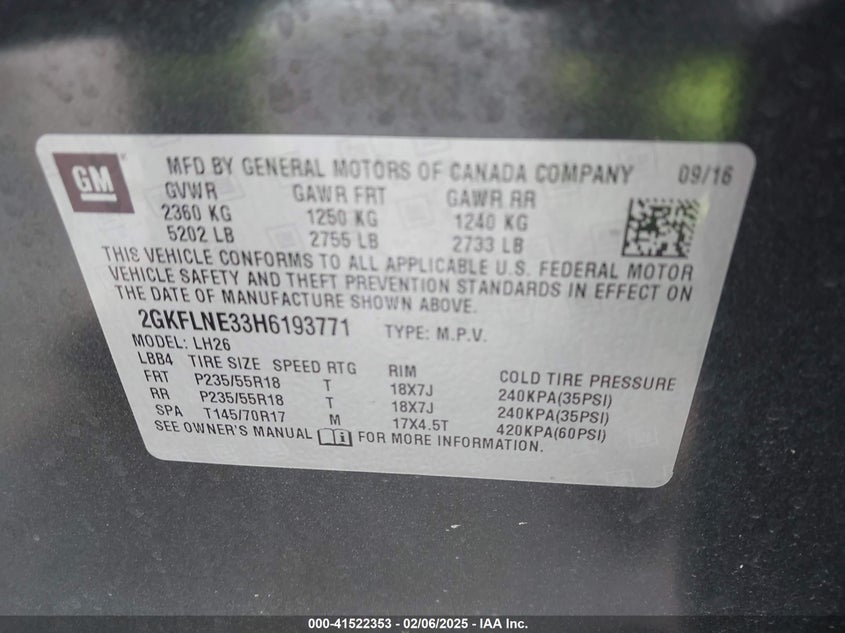 GM
MFD BY GENERAL MOTORS OF CANADA COMPANY 09/16
GVWR GAWR FRT GAWR RR
2360 KG 1250 KG 1240 KG
5202 LB 2755 LB 2733 LB
THIS VEHICLE CONFORMS TO ALL APPLICABLE U.S. FEDERAL MOTOR
VEHICLE SAFETY AND THEFT PREVENTION STANDARDS IN EFFECT ON
THE DATE OF MANUFACTURE SHOWN ABOVE.
2GKFLNE33H6193771 TYPE: M.P.V.
MODEL: LH26
LBB4 TIRE SIZE SPEED RTG RIM COLD TIRE PRESSURE
FRT P235/55R18 T 18X7J 240KPA(35PSI)
RR P235/55R18 T 18X7J 240KPA(35PSI)
SPA T145/70R17 M 17X4.5T 420KPA(60PSI)
SEE OWNER'S MANUAL FOR MORE INFORMATION.
000-41522353 - 02/06/2025 - IAA Inc.